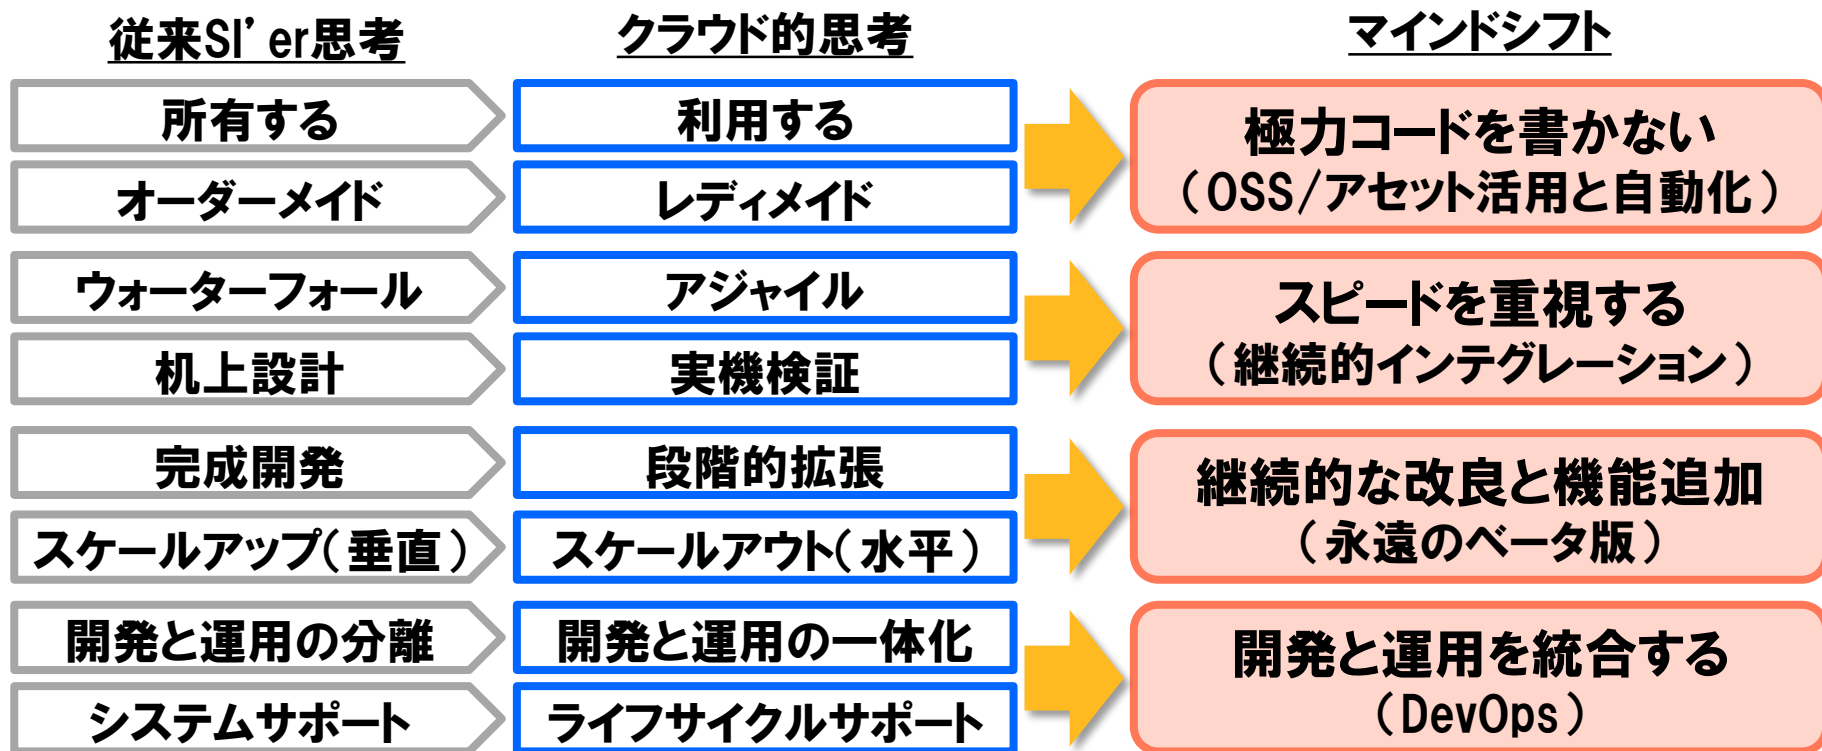 従来SI'er思考
クラウド的思考
マインドシフト
所有する
利用する
オーダーメイド
レディメイド
極力コードを書かない
（OSS/アセット活用と自動化）
ウォーターフォール
アジャイル
机上設計
実機検証
スピードを重視する
（継続的インテグレーション）
完成開発
段階的拡張
スケールアップ（垂直）
スケールアウト（水平）
継続的な改良と機能追加
（永遠のベータ版）
開発と運用の分離
開発と運用の一体化
システムサポート
ライフサイクルサポート
開発と運用を統合する
（DevOps）